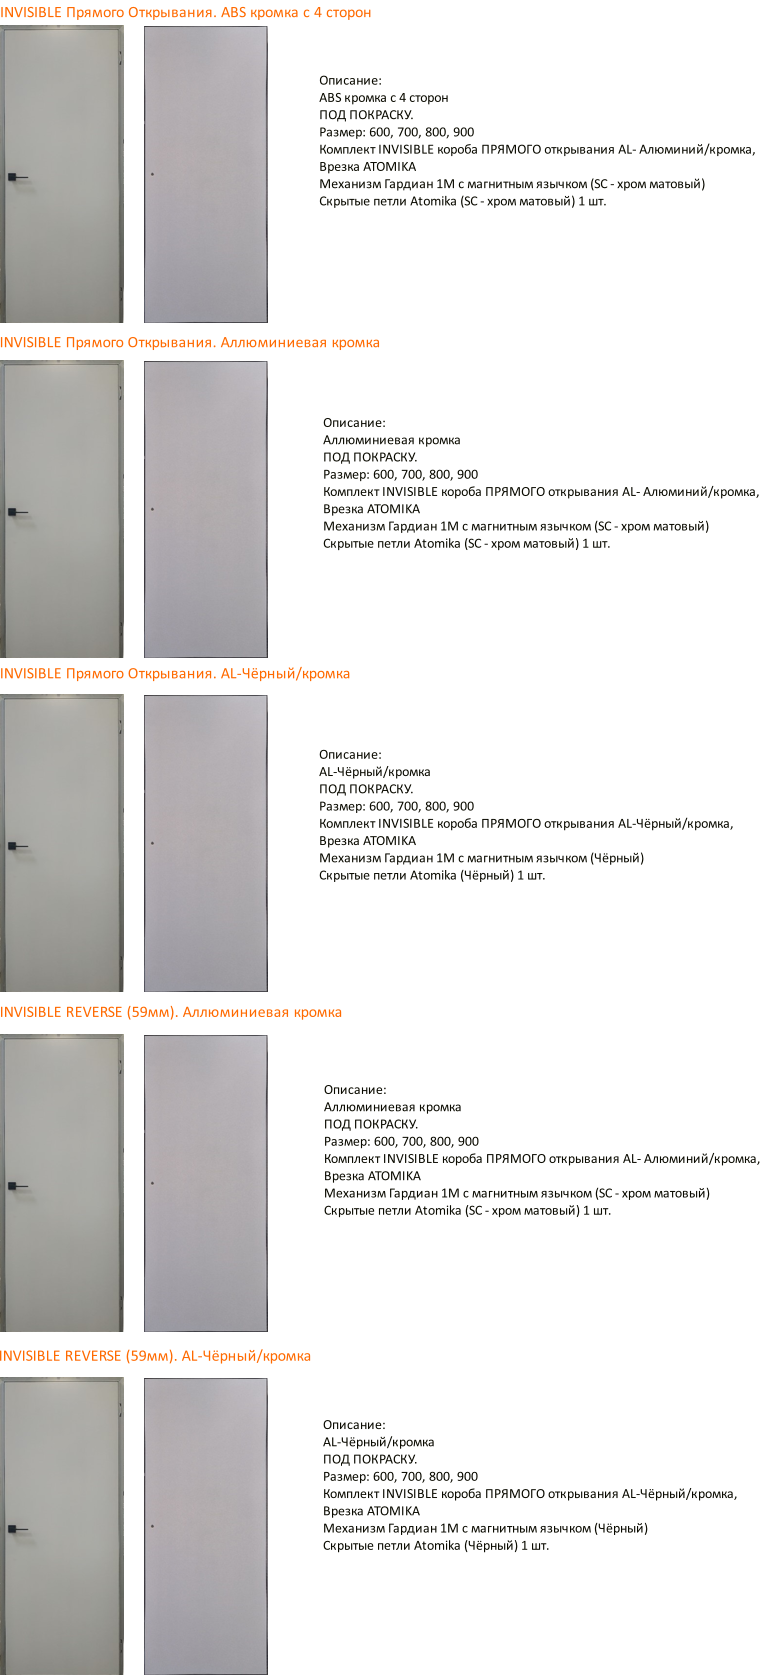 INVISIBLE Прямого Открывания. ABS кромка с 4 сторон
Описание:
ABS кромка с 4 сторон
ПОД ПОКРАСКУ.
Размер: 600, 700, 800, 900
Комплект INVISIBLE короба ПРЯМОГО открывания AL- Алюминий/кромка,
Врезка ATOMIKA
Механизм Гардиан 1М с магнитным язычком (SC - хром матовый)
Скрытые петли Atomika (SC - хром матовый) 1 шт.
INVISIBLE Прямого Открывания. Аллюминиевая кромка
Описание:
Аллюминиевая кромка
ПОД ПОКРАСКУ.
Размер: 600, 700, 800, 900
Комплект INVISIBLE короба ПРЯМОГО открывания AL- Алюминий/кромка,
Врезка ATOMIKA
Механизм Гардиан 1М с магнитным язычком (SC - хром матовый)
Скрытые петли Atomika (SC - хром матовый) 1 шт.
INVISIBLE Прямого Открывания. AL-Чёрный/кромка
Описание:
AL-Чёрный/кромка
ПОД ПОКРАСКУ.
Размер: 600, 700, 800, 900
Комплект INVISIBLE короба ПРЯМОГО открывания AL-Чёрный/кромка,
Врезка ATOMIKA
Механизм Гардиан 1М с магнитным язычком (Чёрный)
Скрытые петли Atomika (Чёрный) 1 шт.
INVISIBLE REVERSE (59мм). Аллюминиевая кромка
Описание:
Аллюминиевая кромка
ПОД ПОКРАСКУ.
Размер: 600, 700, 800, 900
Комплект INVISIBLE короба ПРЯМОГО открывания AL- Алюминий/кромка,
Врезка ATOMIKA
Механизм Гардиан 1М с магнитным язычком (SC - хром матовый)
Скрытые петли Atomika (SC - хром матовый) 1 шт.
INVISIBLE REVERSE (59мм). AL-Чёрный/кромка
Описание:
AL-Чёрный/кромка
ПОД ПОКРАСКУ.
Размер: 600, 700, 800, 900
Комплект INVISIBLE короба ПРЯМОГО открывания AL-Чёрный/кромка,
Врезка ATOMIKA
Механизм Гардиан 1М с магнитным язычком (Чёрный)
Скрытые петли Atomika (Чёрный) 1 шт.